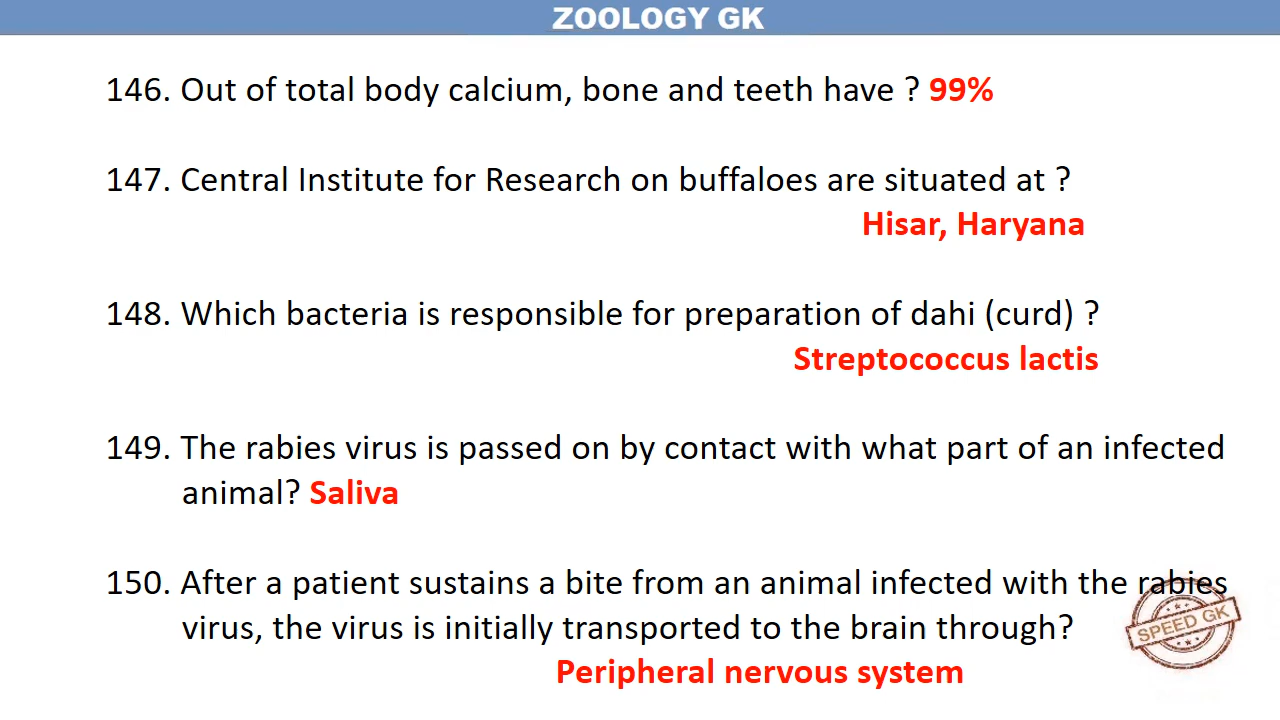 ZOOLOGY GK
146. Out of total body calcium, bone and teeth have ? 99%
147. Central Institute for Research on buffaloes are situated at ?
Hisar, Haryana
148. Which bacteria is responsible for preparation of dahi (curd) ?
Streptococcus lactis
149. The rabies virus is passed on by contact with what part of an infected
animal? Saliva
150. After a patient sustains a bite from an animal infected with the rabies
virus, the virus is initially transported to the brain through?
Peripheral nervous system
SPEED GK